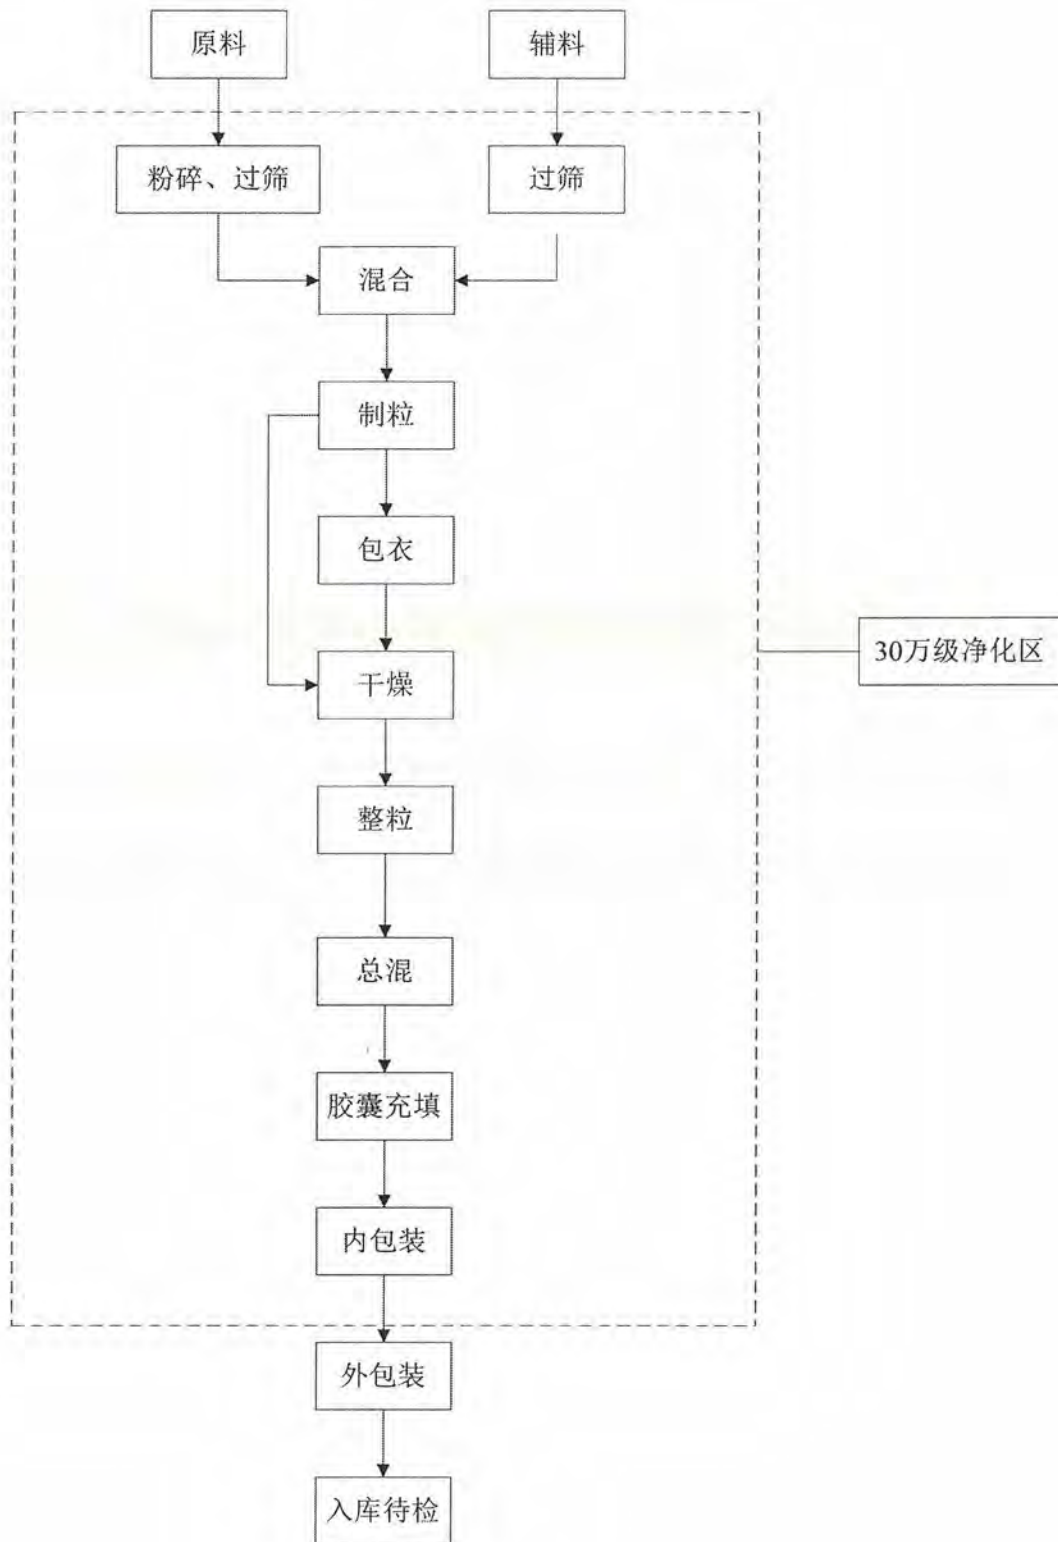 原料
辅料
粉碎、过筛
过筛
混合
制粒
包衣
干燥
30万级净化区
整粒
总混
胶囊充填
内包装
外包装
入库待检